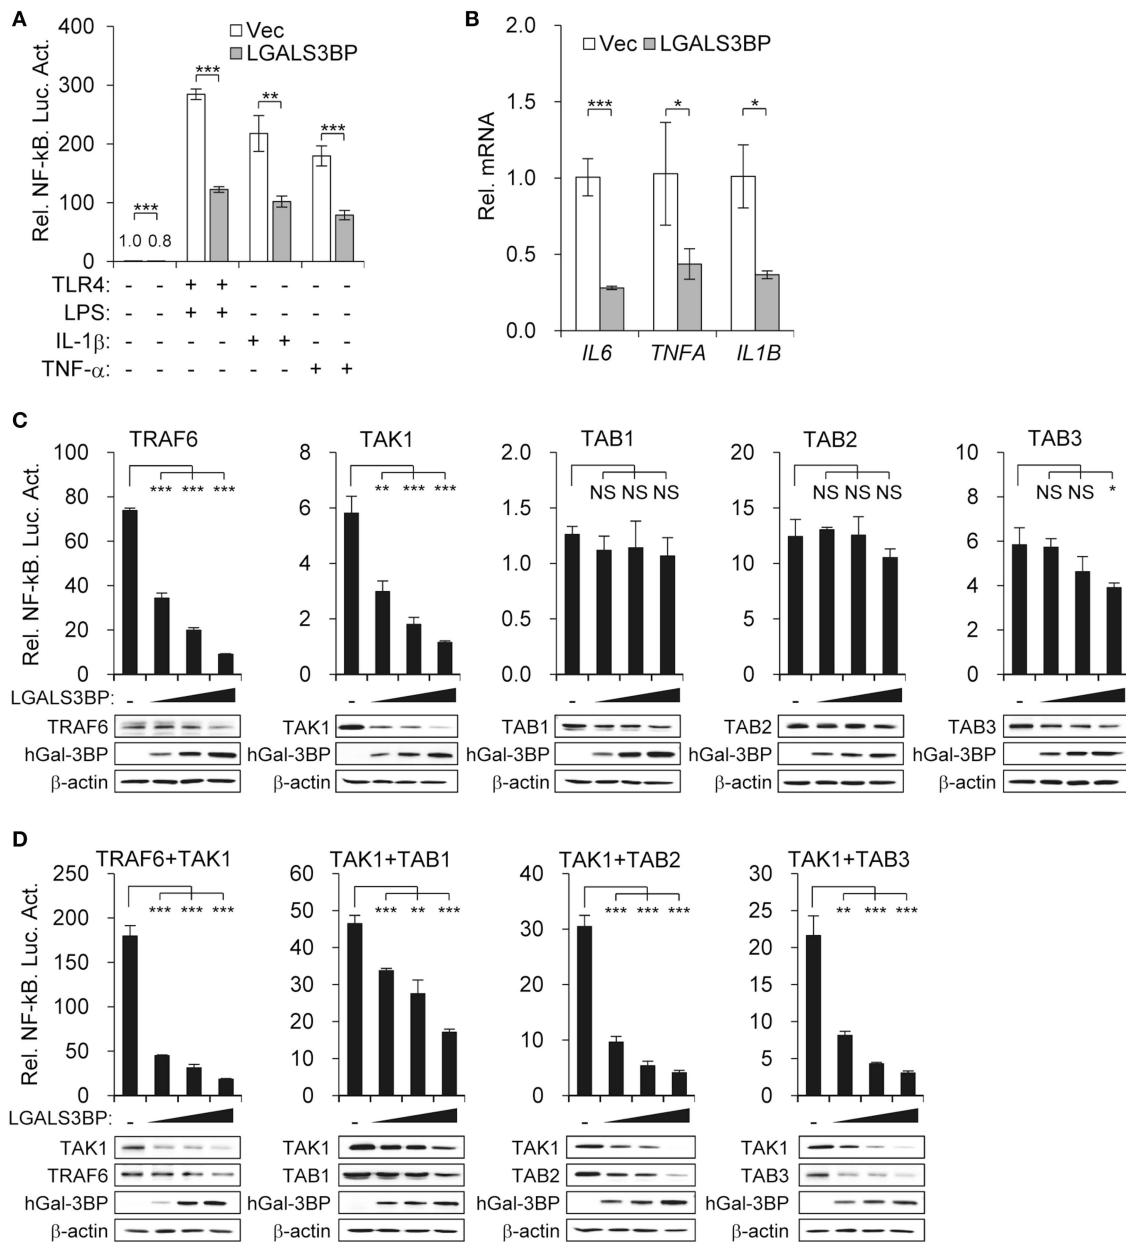 A
Rel. NF-kB. Luc. Act.
400
300
200
100
0
Vec
LGALS3BP
*** ** ***
***
1.0 0.8
TLR4: - - + + - - - -
LPS: - - + + - - - -
IL-1β: - - - - + + - -
TNF-α: - - - - - - + +
B
Rel. mRNA
2.0
1.5
1.0
0.5
0.0
Vec LGALS3BP
*** * *
IL6 TNFA IL1B
C
Rel. NF-kB. Luc. Act.
TRAF6
100
80
60
40
20
0
*** *** ***
LGALS3BP: -
TRAF6
hGal-3BP
β-actin
TAK1
8
6
4
2
0
** *** ***
-
TAK1
hGal-3BP
β-actin
TAB1
2.0
1.5
1.0
0.5
0.0
NS NS NS
-
TAB1
hGal-3BP
β-actin
TAB2
20
15
10
5
0
NS NS NS
-
TAB2
hGal-3BP
β-actin
TAB3
10
8
6
4
2
0
NS NS *
-
TAB3
hGal-3BP
β-actin
D
Rel. NF-kB. Luc. Act.
TRAF6+TAK1
250
200
150
100
50
0
*** *** ***
LGALS3BP: -
TAK1
TRAF6
hGal-3BP
β-actin
TAK1+TAB1
60
50
40
30
20
10
0
*** ** ***
-
TAK1
TAB1
hGal-3BP
β-actin
TAK1+TAB2
40
30
20
10
0
*** *** ***
-
TAK1
TAB2
hGal-3BP
β-actin
TAK1+TAB3
30
25
20
15
10
5
0
** *** ***
-
TAK1
TAB3
hGal-3BP
β-actin